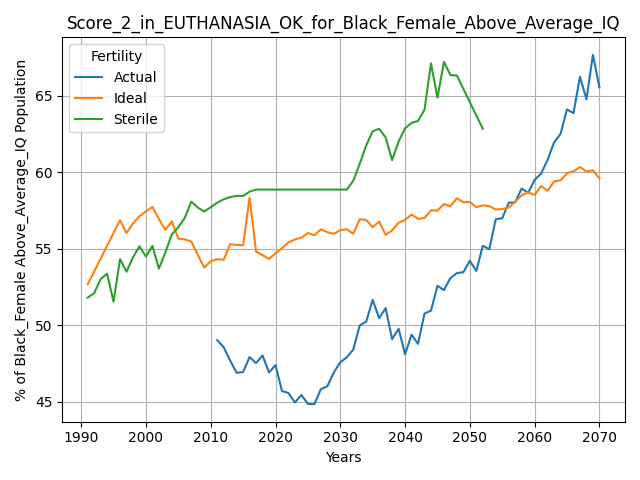 Score_2_in_EUTHANASIA_OK_for_Black_Female_Above_Average_IQ
Fertility
Actual
Ideal
Sterile
% of Black_Female Above_Average_IQ Population
65
60
55
50
45
1990 2000 2010 2020 2030 2040 2050 2060 2070
Years